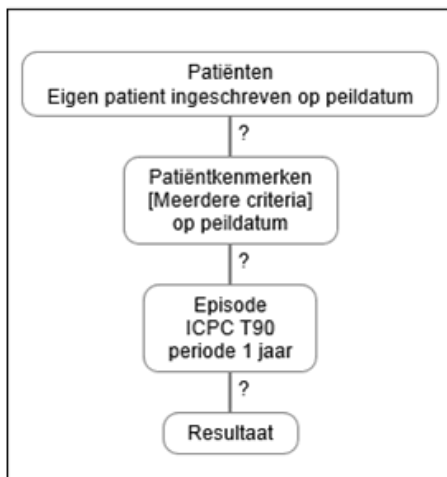 Patiënten
Eigen patient ingeschreven op peildatum
?
Patiëntkenmerken
[Meerdere criteria]
op peildatum
?
Episode
ICPC T90
periode 1 jaar
?
Resultaat